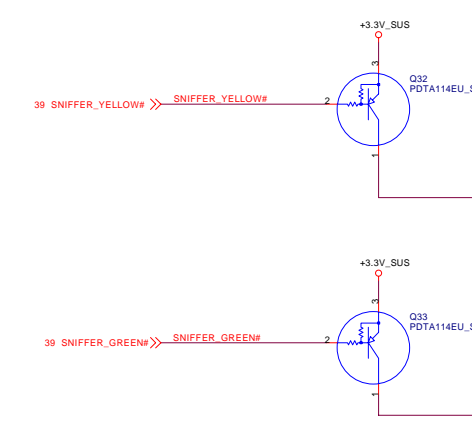 +3.3V_SUS
3
Q32
PDTA114EU_S
39 SNIFFER_YELLOW#
SNIFFER_YELLOW#
2
1
+3.3V_SUS
3
Q33
PDTA114EU_S
39 SNIFFER_GREEN#
SNIFFER_GREEN#
2
1